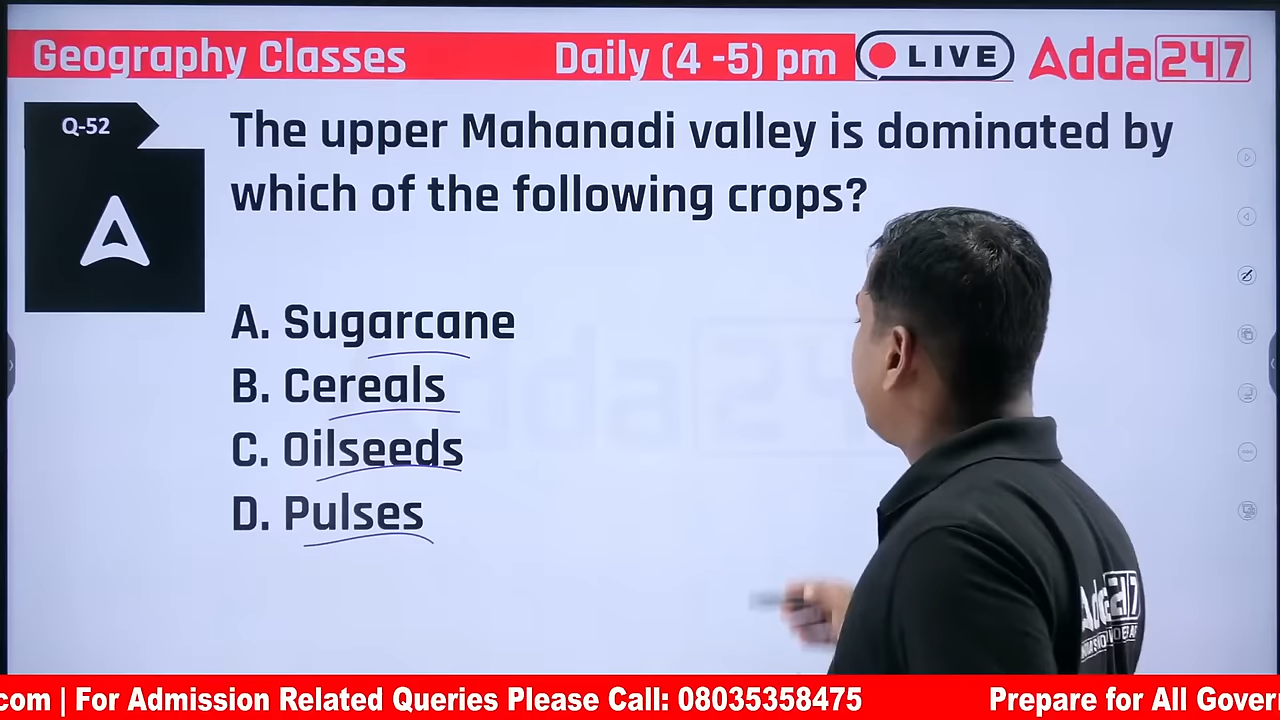 Geography Classes Daily (4 -5) pm LIVE Adda247
Q-52
The upper Mahanadi valley is dominated by
which of the following crops?
A. Sugarcane
B. Cereals
C. Oilseeds
D. Pulses
Adda247
.com | For Admission Related Queries Please Call: 08035358475 Prepare for All